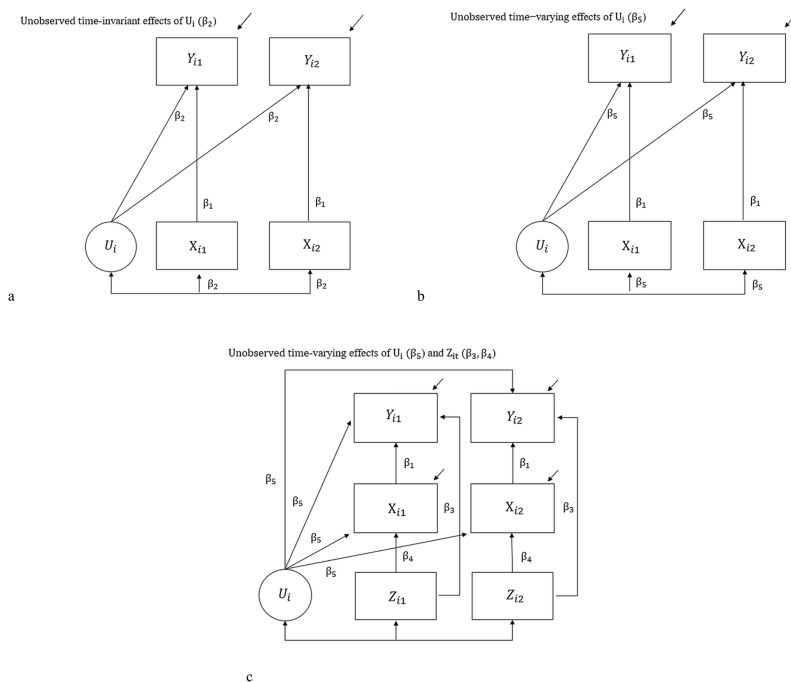 Unobserved time-invariant effects of Uᵢ (β₂)
Yᵢ₁
Yᵢ₂
β₂
β₂
β₁
β₁
Uᵢ
Xᵢ₁
Xᵢ₂
β₂
β₂
a
Unobserved time−varying effects of Uᵢ (β₅)
Yᵢ₁
Yᵢ₂
β₅
β₅
β₁
β₁
Uᵢ
Xᵢ₁
Xᵢ₂
β₅
β₅
b
Unobserved time-varying effects of Uᵢ (β₅) and Zᵢₜ (β₃, β₄)
Yᵢ₁
Yᵢ₂
β₁
β₁
β₅
β₅
Xᵢ₁
β₃
Xᵢ₂
β₃
β₅
β₅
β₄
β₄
Uᵢ
Zᵢ₁
Zᵢ₂
c